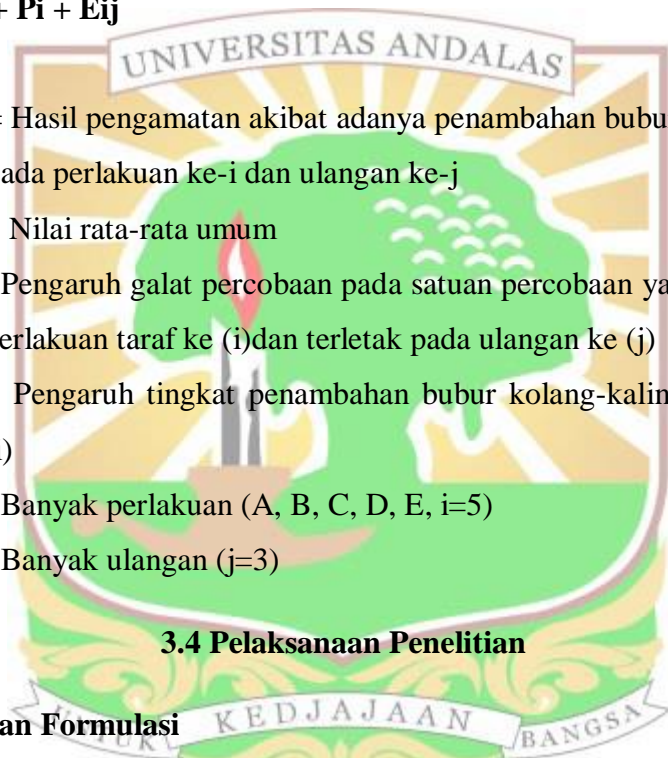 + Pi + Eij
UNIVERSITAS ANDALAS
= Hasil pengamatan akibat adanya penambahan bubu
ada perlakuan ke-i dan ulangan ke-j
Nilai rata-rata umum
Pengaruh galat percobaan pada satuan percobaan ya
erlakuan taraf ke (i)dan terletak pada ulangan ke (j)
Pengaruh tingkat penambahan bubur kolang-kalin
)
Banyak perlakuan (A, B, C, D, E, i=5)
Banyak ulangan (j=3)
3.4 Pelaksanaan Penelitian
an Formulasi
UNTUK KEDJAJAAN BANGSA